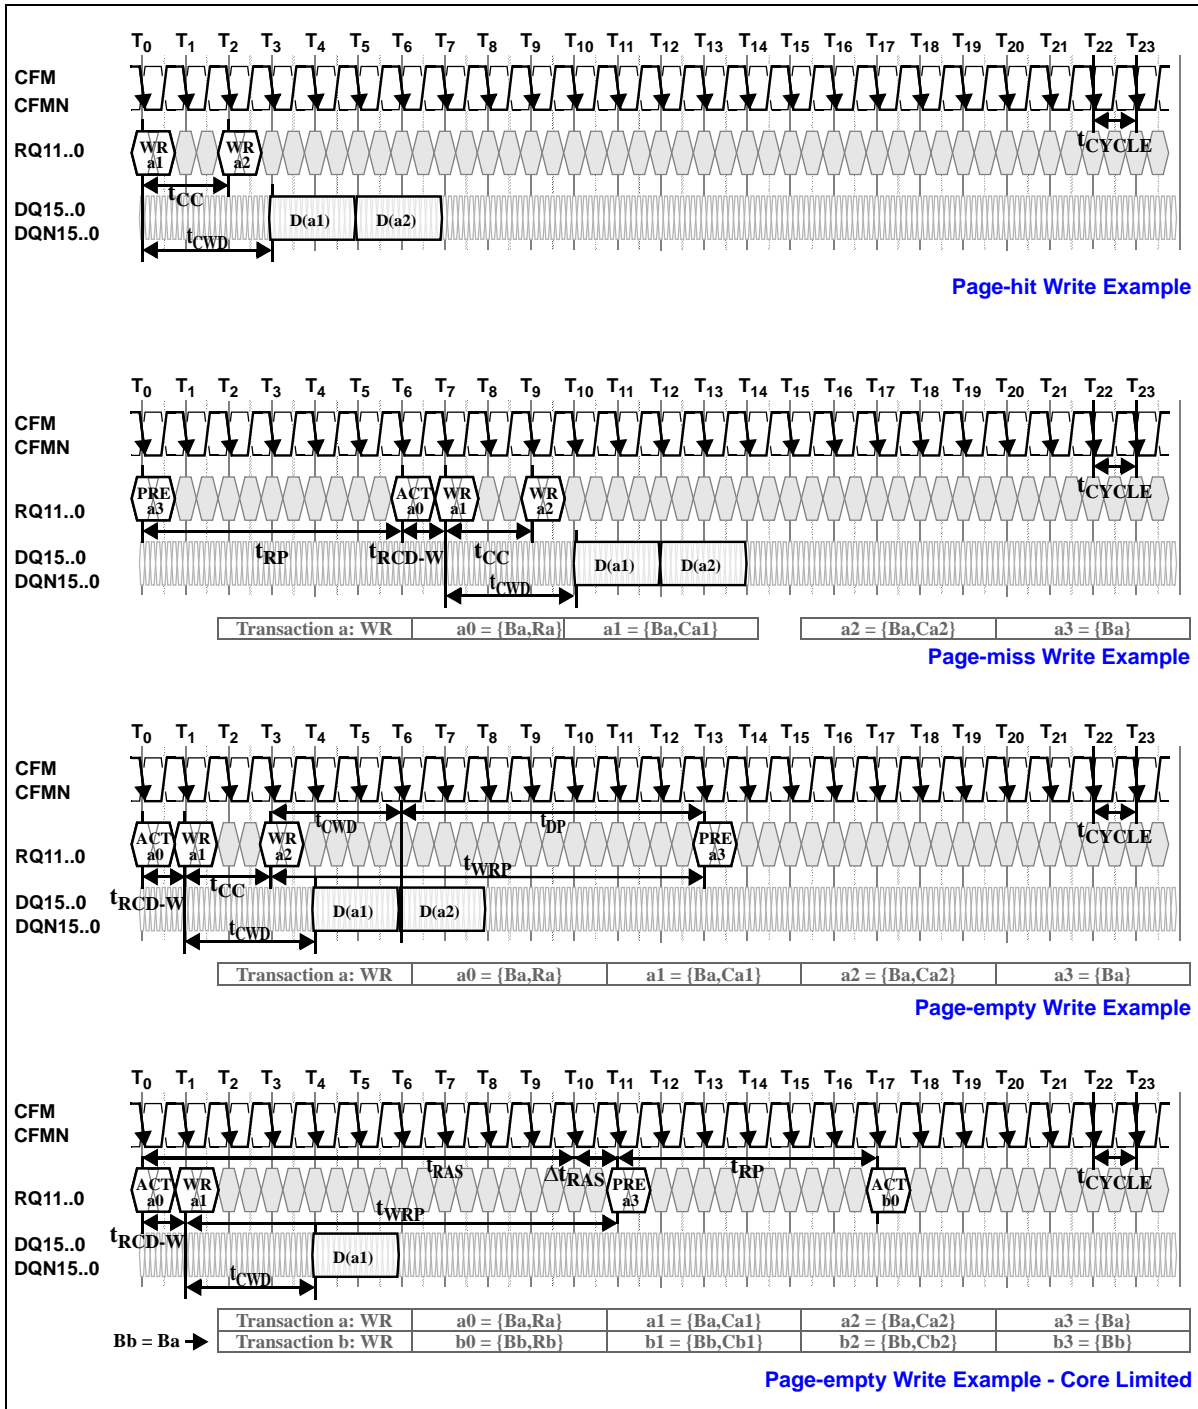 T0 T1 T2 T3 T4 T5 T6 T7 T8 T9 T10 T11 T12 T13 T14 T15 T16 T17 T18 T19 T20 T21 T22 T23
CFM
CFMN
RQ11..0 WR a1 WR a2 tCYCLE
tCC
DQ15..0
DQN15..0 D(a1) D(a2)
tCWD
Page-hit Write Example
T0 T1 T2 T3 T4 T5 T6 T7 T8 T9 T10 T11 T12 T13 T14 T15 T16 T17 T18 T19 T20 T21 T22 T23
CFM
CFMN
RQ11..0 PRE a3 ACT a0 WR a1 WR a2 tCYCLE
tRP tRCD-W tCC
DQ15..0
DQN15..0 D(a1) D(a2)
tCWD
Transaction a: WR a0 = {Ba,Ra} a1 = {Ba,Ca1} a2 = {Ba,Ca2} a3 = {Ba}
Page-miss Write Example
T0 T1 T2 T3 T4 T5 T6 T7 T8 T9 T10 T11 T12 T13 T14 T15 T16 T17 T18 T19 T20 T21 T22 T23
CFM
CFMN
tCWD tDP
RQ11..0 ACT a0 WR a1 WR a2 PRE a3 tCYCLE
tRCD-W tCC tWRP
DQ15..0
DQN15..0 D(a1) D(a2)
tCWD
Transaction a: WR a0 = {Ba,Ra} a1 = {Ba,Ca1} a2 = {Ba,Ca2} a3 = {Ba}
Page-empty Write Example
T0 T1 T2 T3 T4 T5 T6 T7 T8 T9 T10 T11 T12 T13 T14 T15 T16 T17 T18 T19 T20 T21 T22 T23
CFM
CFMN
tRAS ΔtRAS tRP
RQ11..0 ACT a0 WR a1 PRE a3 ACT b0 tCYCLE
tRCD-W tWRP
DQ15..0
DQN15..0 D(a1)
tCWD
Transaction a: WR a0 = {Ba,Ra} a1 = {Ba,Ca1} a2 = {Ba,Ca2} a3 = {Ba}
Bb = Ba Transaction b: WR b0 = {Bb,Rb} b1 = {Bb,Cb1} b2 = {Bb,Cb2} b3 = {Bb}
Page-empty Write Example - Core Limited